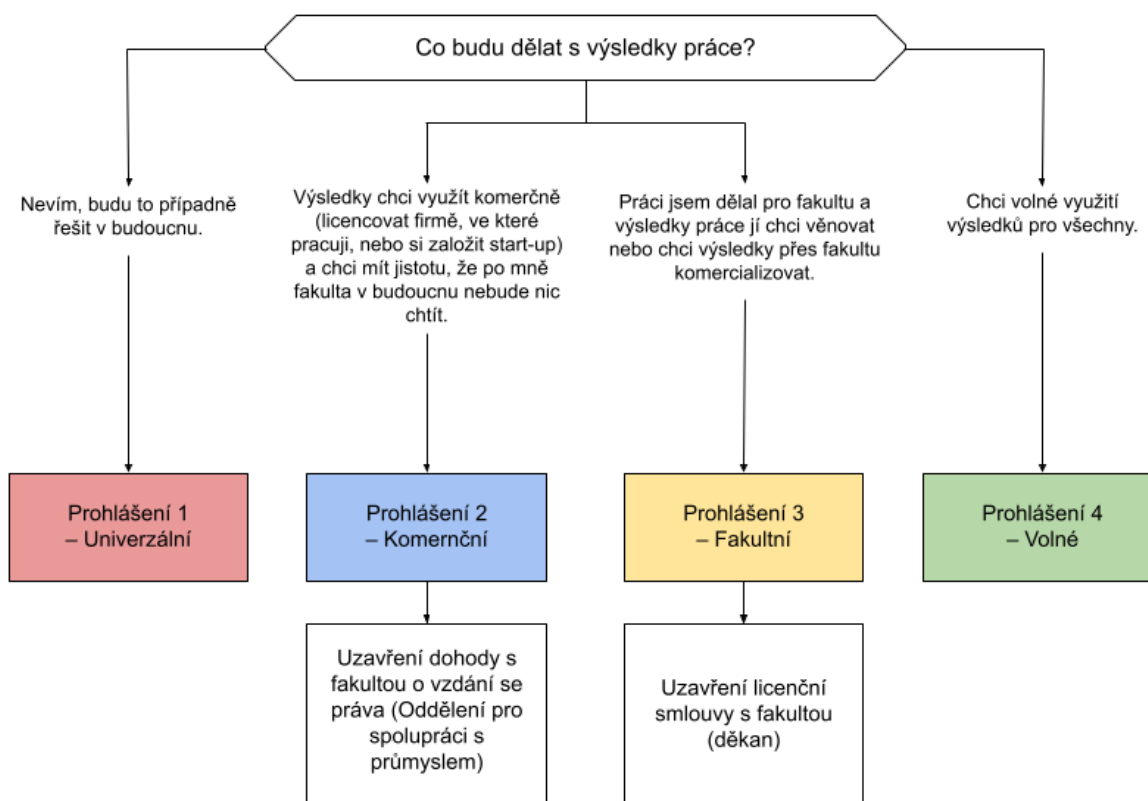 Co budu dělat s výsledky práce?
Nevím, budu to případně
řešit v budoucnu.
Výsledky chci využít komerčně
(licencovat firmě, ve které
pracuji, nebo si založit start-up)
a chci mít jistotu, že po mně
fakulta v budoucnu nebude nic
chtít.
Práci jsem dělal pro fakultu a
výsledky práce jí chci věnovat
nebo chci výsledky přes fakultu
komercializovat.
Chci volné využití
výsledků pro všechny.
Prohlášení 1
– Univerzální
Prohlášení 2
– Komernční
Prohlášení 3
– Fakultní
Prohlášení 4
– Volné
Uzavření dohody s
fakultou o vzdání se
práva (Oddělení pro
spolupráci s
průmyslem)
Uzavření licenční
smlouvy s fakultou
(děkan)